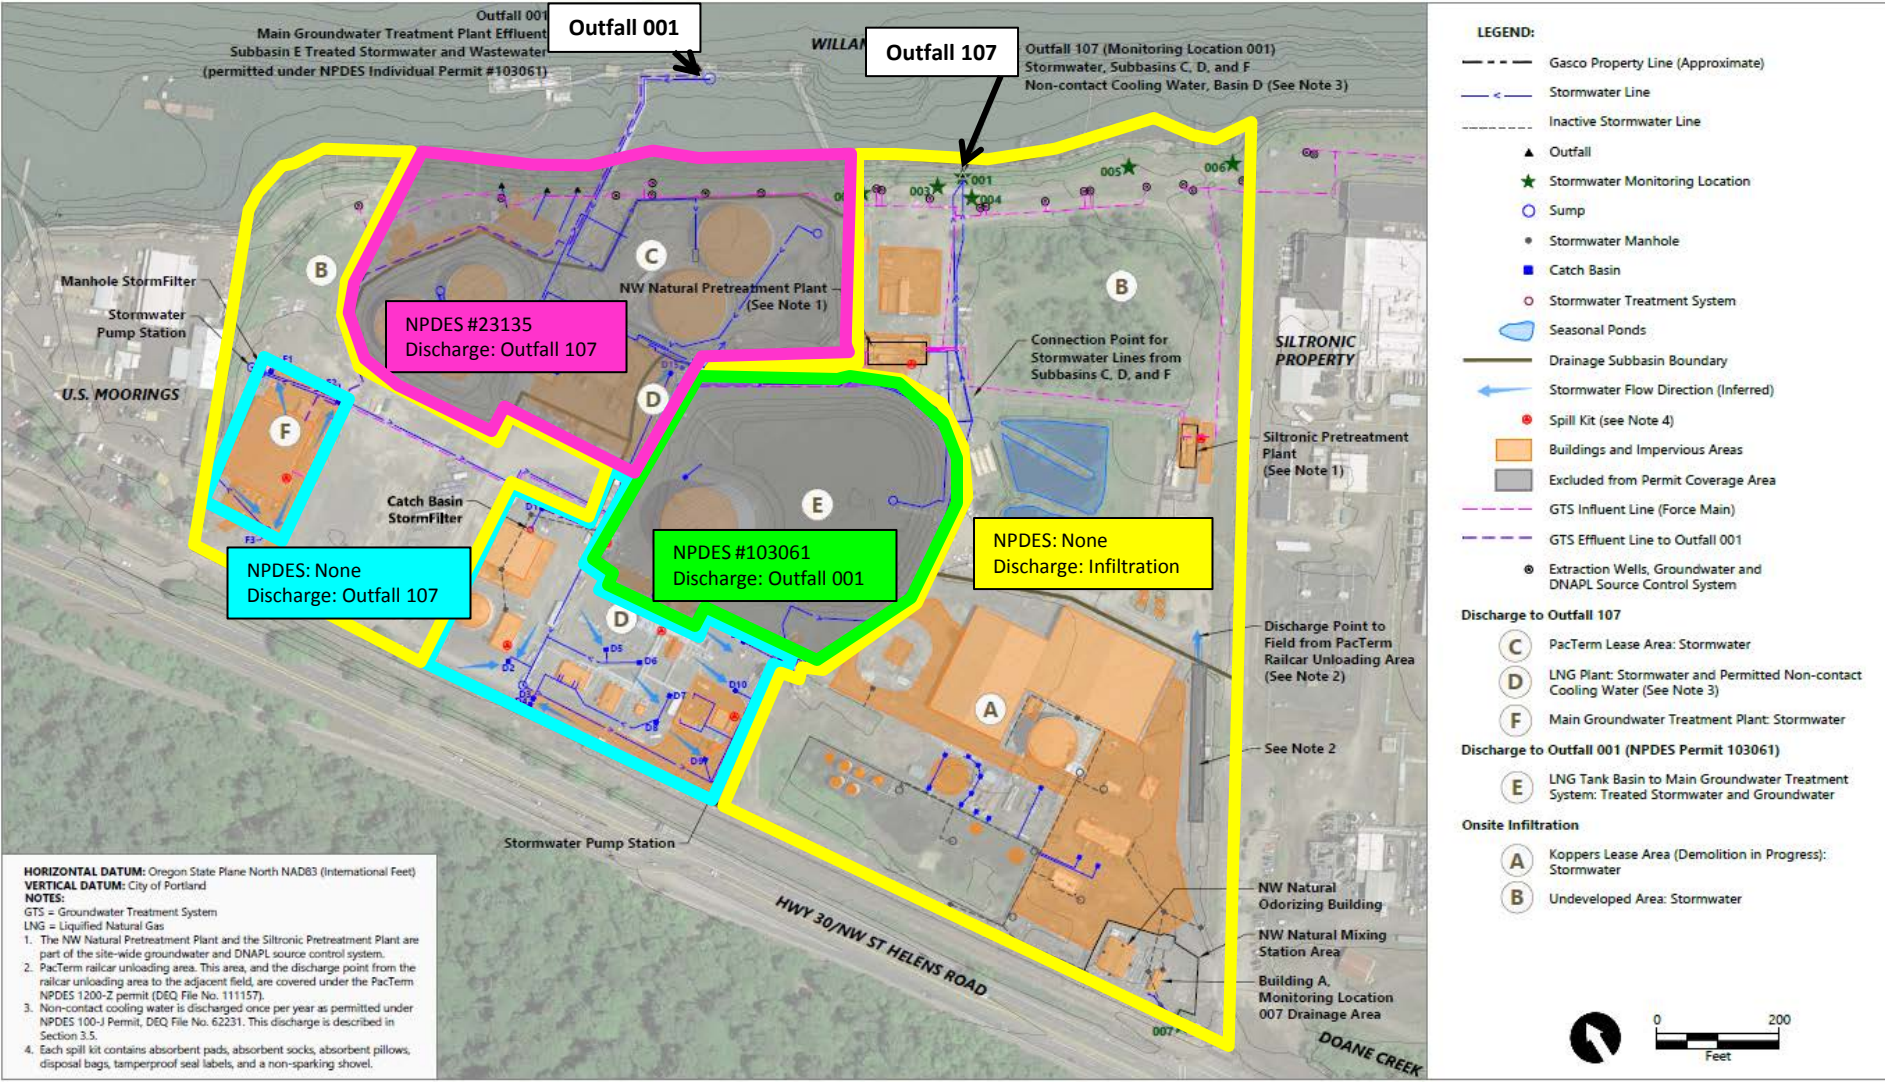 Outfall 001
Main Groundwater Treatment Plant Effluent
Subbasin E Treated Stormwater and Wastewater
(permitted under NPDES Individual Permit #103061)
Outfall 001
Outfall 107
Outfall 107 (Monitoring Location 001)
Stormwater, Subbasins C, D, and F
Non-contact Cooling Water, Basin D (See Note 3)
003
001
004
005
006
B
C
B
Manhole StormFilter
Stormwater
Pump Station
NW Natural Pretreatment Plant
(See Note 1)
NPDES #23135
Discharge: Outfall 107
Connection Point for
Stormwater Lines from
Subbasins C, D, and F
SILTRONIC
PROPERTY
U.S. MOORINGS
F1
D
F
Siltronic Pretreatment
Plant
(See Note 1)
Catch Basin
StormFilter
E
F3
NPDES: None
Discharge: Outfall 107
NPDES #103061
Discharge: Outfall 001
NPDES: None
Discharge: Infiltration
D
D5
D6
D2
D7
D10
D8
D9
Discharge Point to
Field from PacTerm
Railcar Unloading Area
(See Note 2)
A
See Note 2
Stormwater Pump Station
HWY 30/NW ST HELENS ROAD
NW Natural
Odorizing Building
NW Natural Mixing
Station Area
Building A,
Monitoring Location
007 Drainage Area
007
DOANE CREEK
HORIZONTAL DATUM: Oregon State Plane North NAD83 (International Feet)
VERTICAL DATUM: City of Portland
NOTES:
GTS = Groundwater Treatment System
LNG = Liquified Natural Gas
1. The NW Natural Pretreatment Plant and the Siltronic Pretreatment Plant are
part of the site-wide groundwater and DNAPL source control system.
2. PacTerm railcar unloading area. This area, and the discharge point from the
railcar unloading area to the adjacent field, are covered under the PacTerm
NPDES 1200-Z permit (DEQ File No. 111157).
3. Non-contact cooling water is discharged once per year as permitted under
NPDES 100-J Permit, DEQ File No. 62231. This discharge is described in
Section 3.5.
4. Each spill kit contains absorbent pads, absorbent socks, absorbent pillows,
disposal bags, tamperproof seal labels, and a non-sparking shovel.
LEGEND:
Gasco Property Line (Approximate)
Stormwater Line
Inactive Stormwater Line
Outfall
Stormwater Monitoring Location
Sump
Stormwater Manhole
Catch Basin
Stormwater Treatment System
Seasonal Ponds
Drainage Subbasin Boundary
Stormwater Flow Direction (Inferred)
Spill Kit (see Note 4)
Buildings and Impervious Areas
Excluded from Permit Coverage Area
GTS Influent Line (Force Main)
GTS Effluent Line to Outfall 001
Extraction Wells, Groundwater and
DNAPL Source Control System
Discharge to Outfall 107
C PacTerm Lease Area: Stormwater
D LNG Plant: Stormwater and Permitted Non-contact
Cooling Water (See Note 3)
F Main Groundwater Treatment Plant: Stormwater
Discharge to Outfall 001 (NPDES Permit 103061)
E LNG Tank Basin to Main Groundwater Treatment
System: Treated Stormwater and Groundwater
Onsite Infiltration
A Koppers Lease Area (Demolition in Progress):
Stormwater
B Undeveloped Area: Stormwater
0 200
Feet